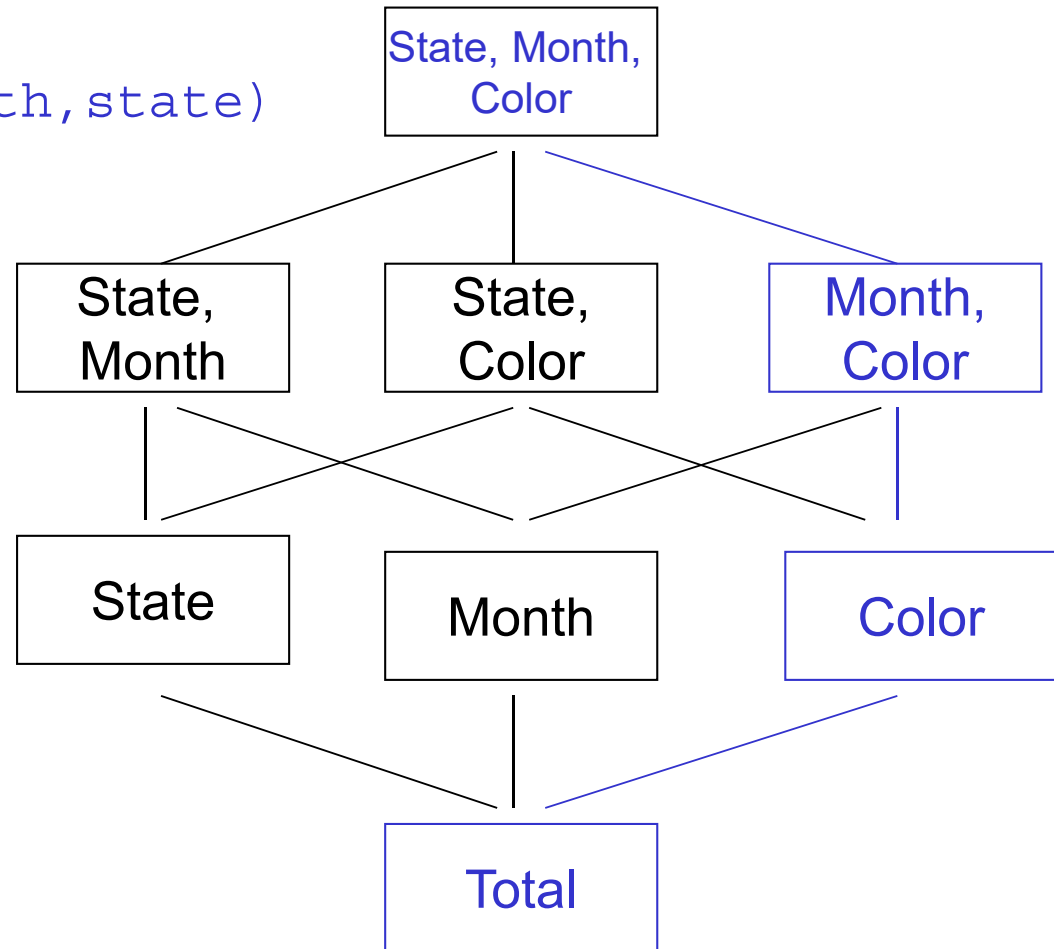 State, Month,
Color
th,state)
State,
Month
State,
Color
Month,
Color
State
Month
Color
Total